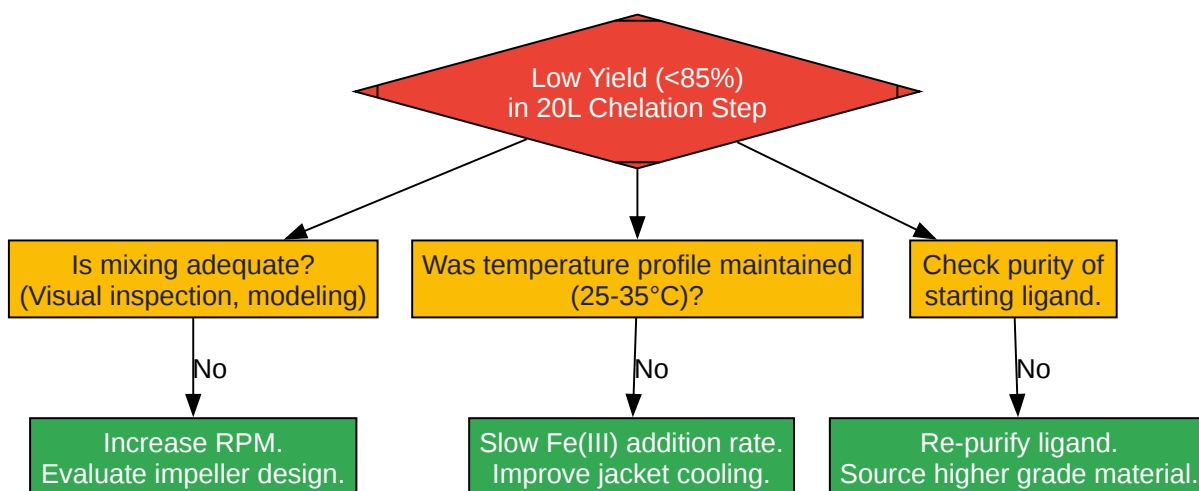 Low Yield (<85%)
in 20L Chelation Step
Is mixing adequate?
(Visual inspection, modeling)
Was temperature profile maintained
(25-35°C)?
Check purity of
starting ligand.
No
No
No
Increase RPM.
Evaluate impeller design.
Slow Fe(III) addition rate.
Improve jacket cooling.
Re-purify ligand.
Source higher grade material.